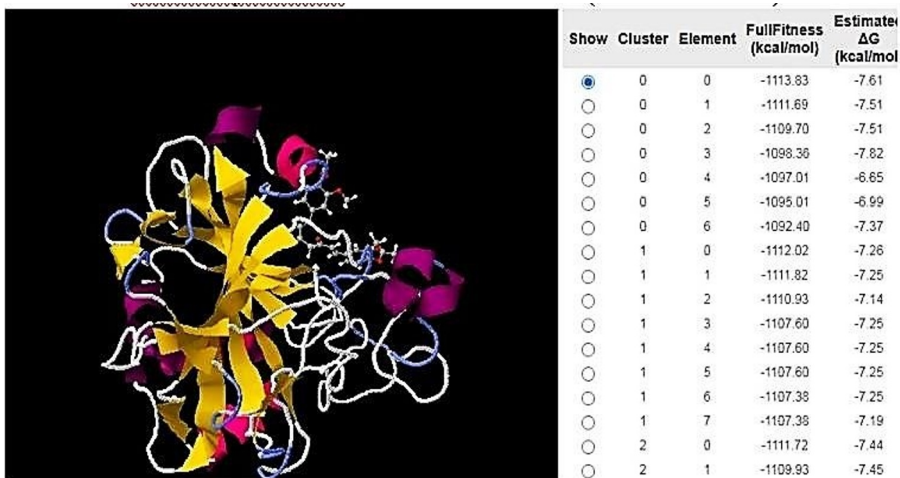 Show Cluster Element FullFitness (kcal/mol) Estimated ΔG (kcal/mol
0 0 -1113.83 -7.61
0 1 -1111.69 -7.51
0 2 -1109.70 -7.51
0 3 -1098.36 -7.82
0 4 -1097.01 -6.65
0 5 -1095.01 -6.99
0 6 -1092.40 -7.37
1 0 -1112.02 -7.26
1 1 -1111.82 -7.25
1 2 -1110.93 -7.14
1 3 -1107.60 -7.25
1 4 -1107.60 -7.25
1 5 -1107.60 -7.25
1 6 -1107.38 -7.25
1 7 -1107.38 -7.19
2 0 -1111.72 -7.44
2 1 -1109.93 -7.45